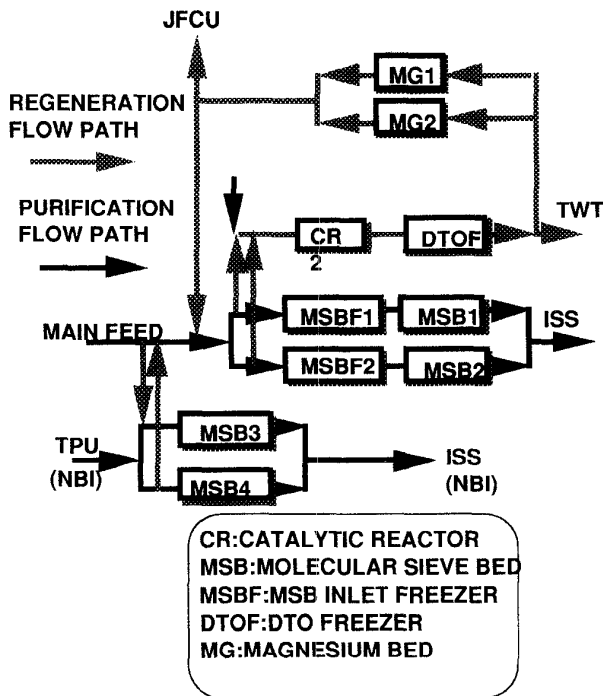 JFCU
MG1
REGENERATION
FLOW PATH
MG2
PURIFICATION
FLOW PATH
CR
2
DTOF
TWT
MSBF1
MSB1
ISS
MAIN FEED
MSBF2
MSB2
MSB3
TPU
(NBI)
ISS
(NBI)
MSB4
CR:CATALYTIC REACTOR
MSB:MOLECULAR SIEVE BED
MSBF:MSB INLET FREEZER
DTOF:DTO FREEZER
MG:MAGNESIUM BED